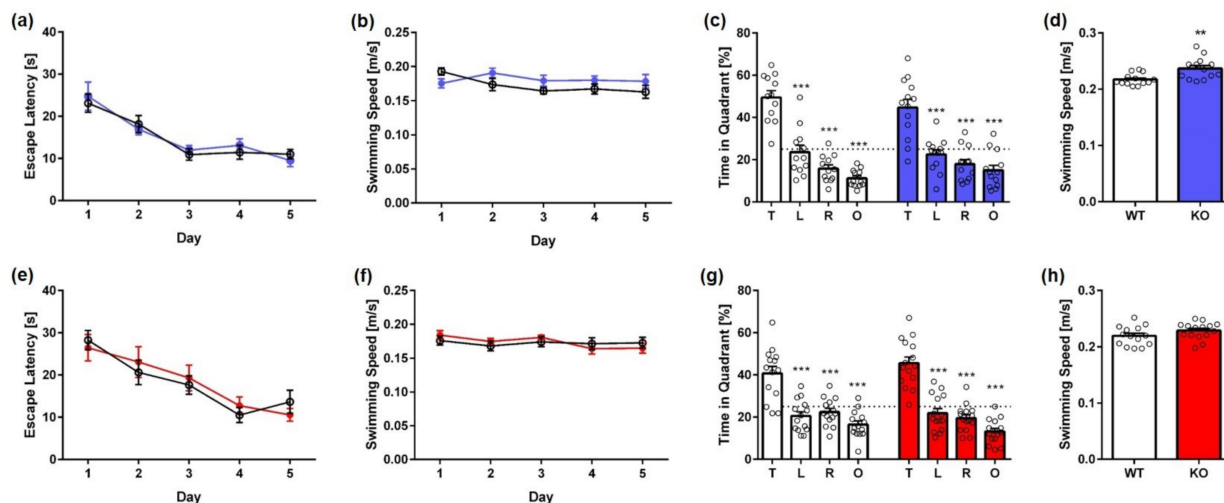 (a)
Escape Latency [s]
40
30
20
10
0
1 2 3 4 5
Day
(b)
Swimming Speed [m/s]
0.25
0.20
0.15
0.10
0.05
0.00
1 2 3 4 5
Day
(c)
Time in Quadrant [%]
80
60
40
20
0
*** *** *** *** *** ***
T L R O T L R O
(d)
Swimming Speed [m/s]
0.3
0.2
0.1
0.0
**
WT KO
(e)
Escape Latency [s]
40
30
20
10
0
1 2 3 4 5
Day
(f)
Swimming Speed [m/s]
0.25
0.20
0.15
0.10
0.05
0.00
1 2 3 4 5
Day
(g)
Time in Quadrant [%]
80
60
40
20
0
*** *** *** *** *** ***
T L R O T L R O
(h)
Swimming Speed [m/s]
0.3
0.2
0.1
0.0
WT KO